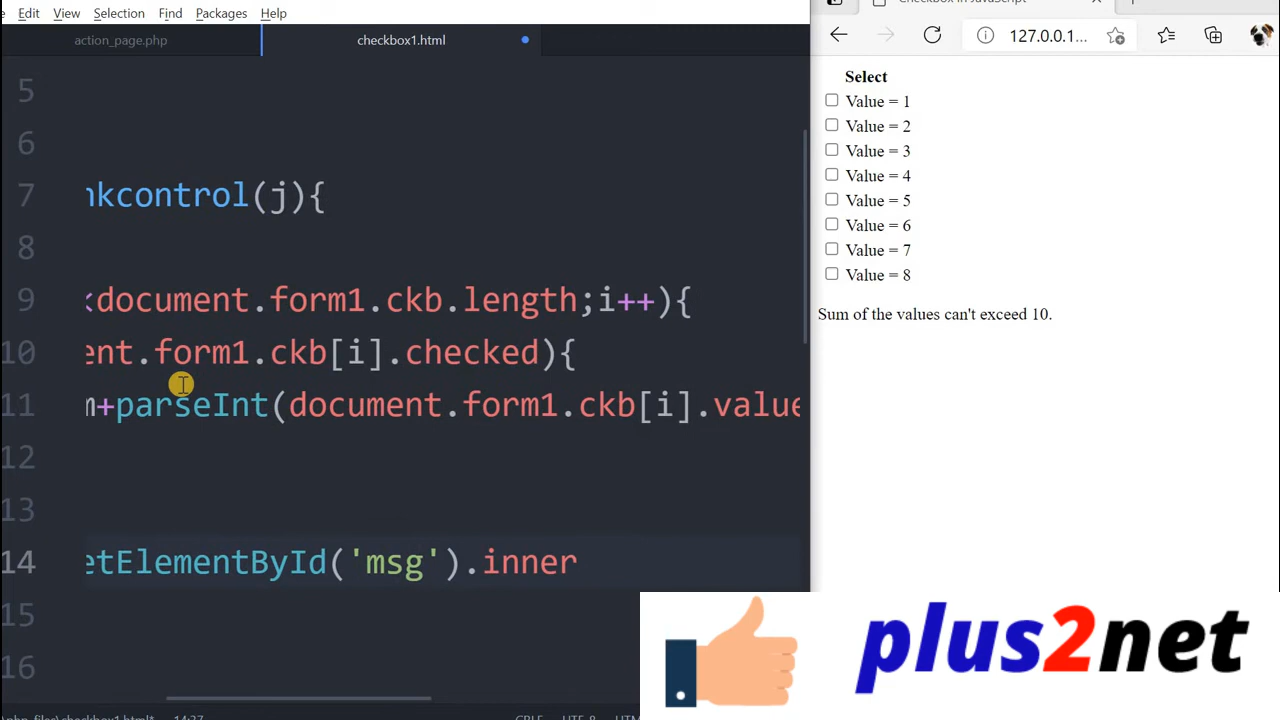 Edit View Selection Find Packages Help
action_page.php
checkbox1.html
5
6
7 nkcontrol(j){
8
9 document.form1.ckb.length;i++){
10 ent.form1.ckb[i].checked){
11 +parseInt(document.form1.ckb[i].value
12
13
14 etElementById('msg').inner
15
16
14:37
127.0.0.1...
Select
Value = 1
Value = 2
Value = 3
Value = 4
Value = 5
Value = 6
Value = 7
Value = 8
Sum of the values can't exceed 10.
plus2net